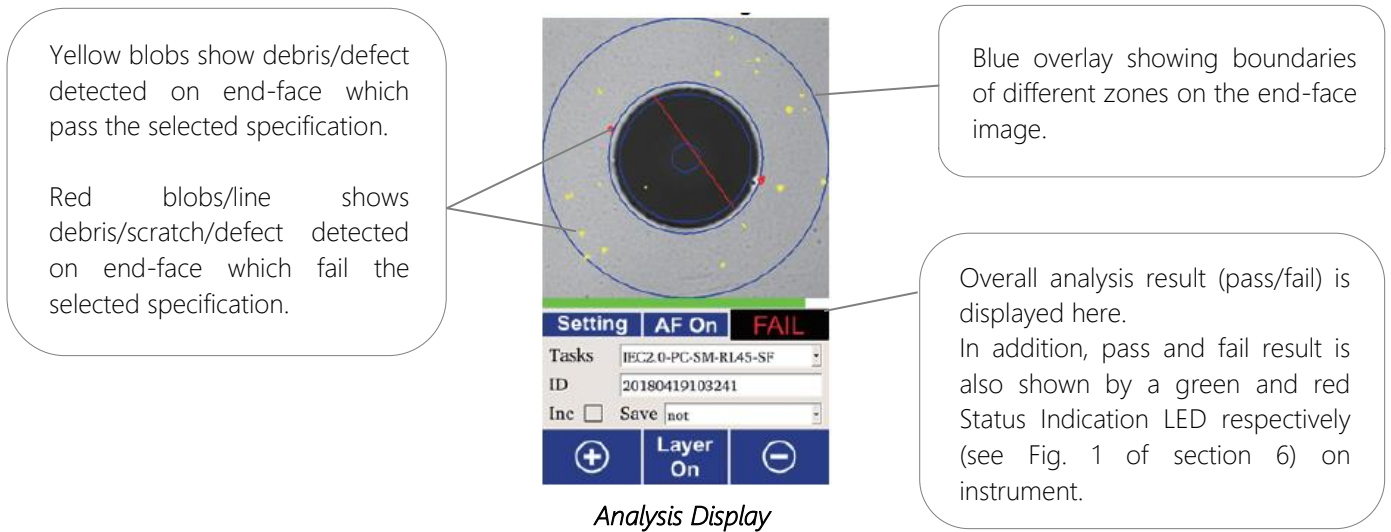 Yellow blobs show debris/defect
detected on end-face which
pass the selected specification.
Red blobs/line shows
debris/scratch/defect detected
on end-face which fail the
selected specification.
Blue overlay showing boundaries
of different zones on the end-face
image.
Overall analysis result (pass/fail) is
displayed here.
In addition, pass and fail result is
also shown by a green and red
Status Indication LED respectively
(see Fig. 1 of section 6) on
instrument.
Setting AF On FAIL
Tasks IEC2.0-PC-SM-RL45-SF
ID 20180419103241
Inc Save not
Layer
On
Analysis Display